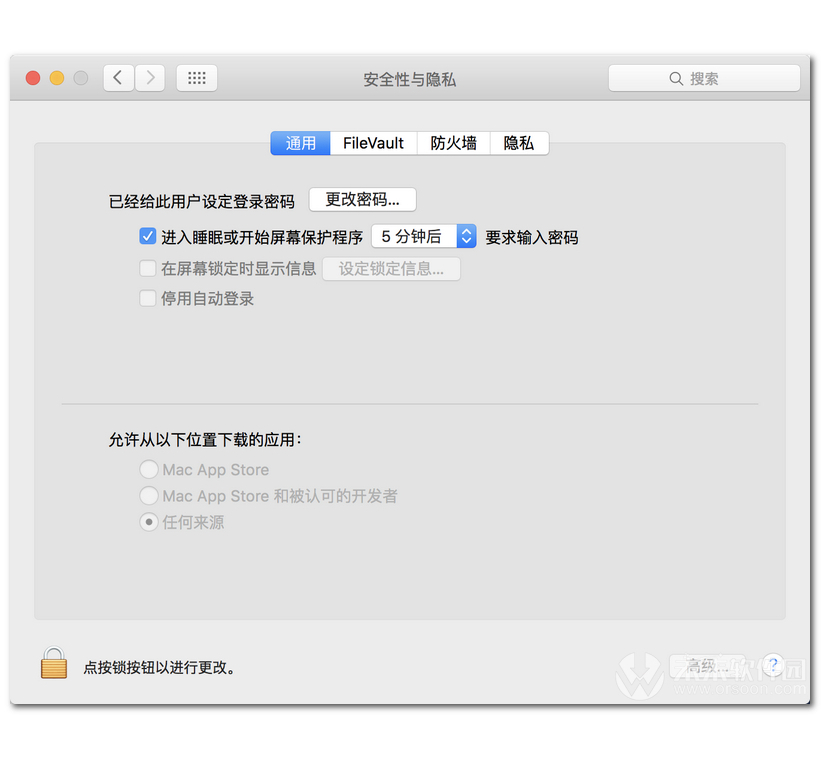 安全性与隐私
搜索
通用 FileVault 防火墙 隐私
已经给此用户设定登录密码 更改密码...
进入睡眠或开始屏幕保护程序 5 分钟后 要求输入密码
在屏幕锁定时显示信息 设定锁定信息...
停用自动登录
允许从以下位置下载的应用：
Mac App Store
Mac App Store 和被认可的开发者
任何来源
点按锁按钮以进行更改。
高级... ?